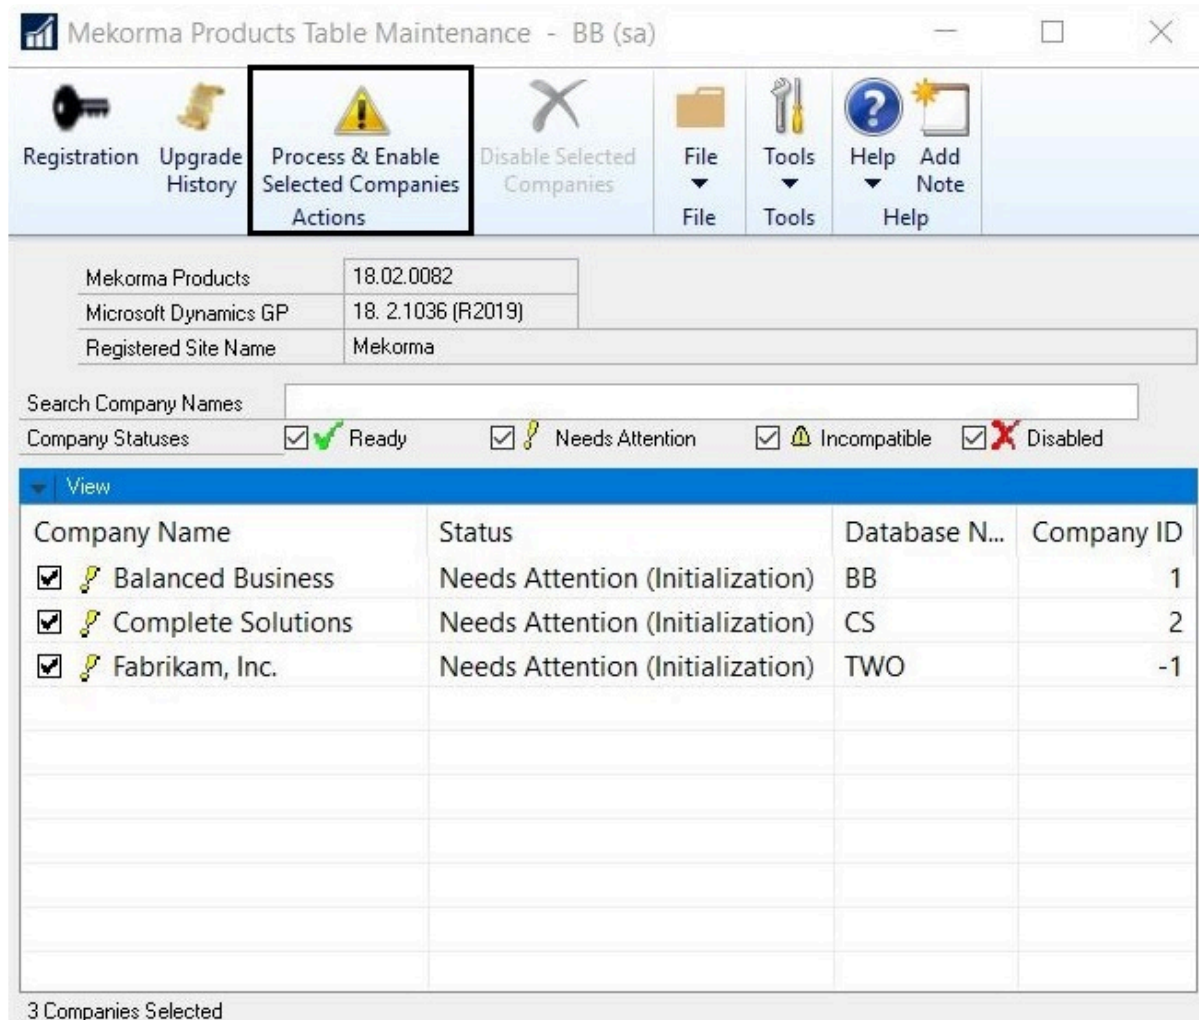 Mekorma Products Table Maintenance - BB (sa)
Registration
Upgrade
History
Process & Enable
Selected Companies
Disable Selected
Companies
Actions
File
File
Tools
Tools
Help
Add
Note
Help
Mekorma Products 18.02.0082
Microsoft Dynamics GP 18. 2.1036 (R2019)
Registered Site Name Mekorma
Search Company Names
Company Statuses Ready Needs Attention Incompatible Disabled
View
Company Name Status Database N... Company ID
Balanced Business Needs Attention (Initialization) BB 1
Complete Solutions Needs Attention (Initialization) CS 2
Fabrikam, Inc. Needs Attention (Initialization) TWO -1
3 Companies Selected